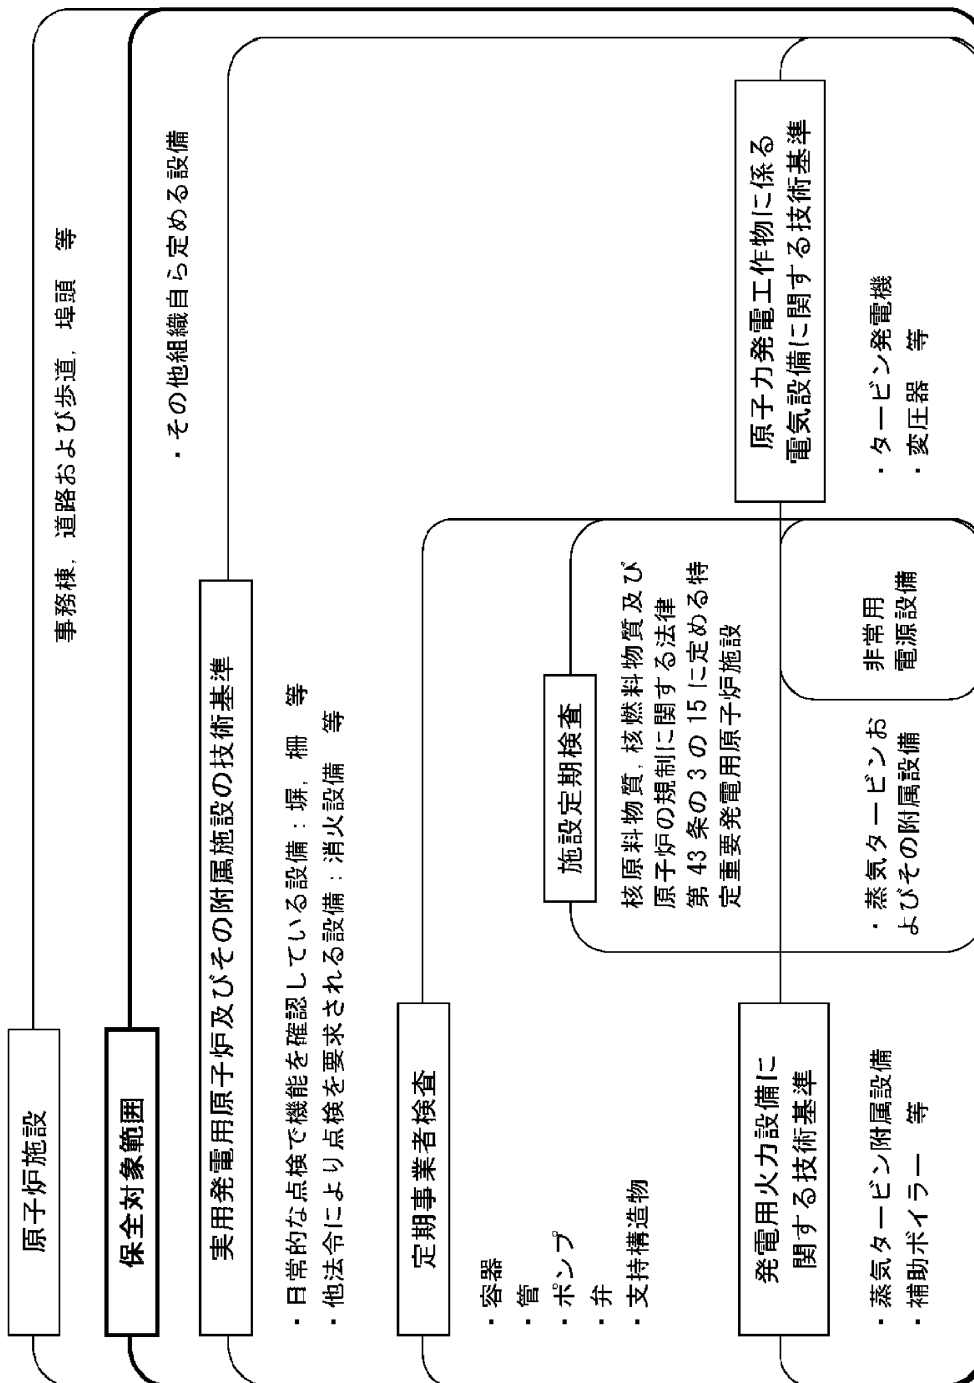 原子炉施設
事務棟，道路および歩道，埠頭　等
保全対象範囲
・その他組織自ら定める設備
実用発電用原子炉及びその附属施設の技術基準
・日常的な点検で機能を確認している設備：塀，柵　等
・他法令により点検を要求される設備：消火設備　等
定期事業者検査
・容器
・管
・ポンプ
・弁
・支持構造物
施設定期検査
核原料物質，核燃料物質及び
原子炉の規制に関する法律
第 43 条の 3 の 15 に定める特
定重要発電用原子炉施設
発電用火力設備に
関する技術基準
・蒸気タービン附属設備
・補助ボイラー　等
・蒸気タービンお
よびその附属設備
非常用
電源設備
原子力発電工作物に係る
電気設備に関する技術基準
・タービン発電機
・変圧器　等